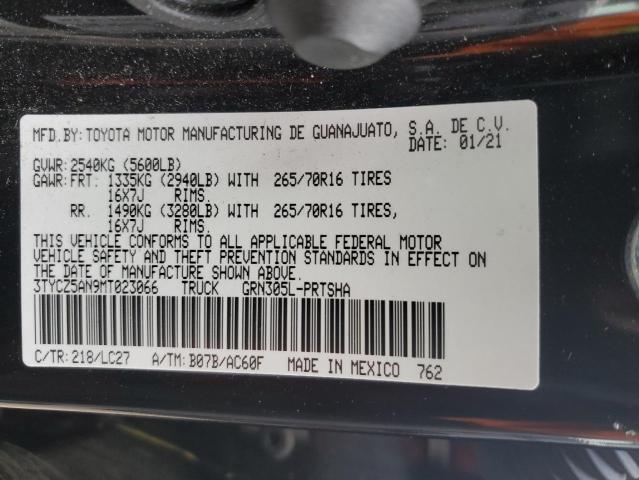 MFD.BY: TOYOTA MOTOR MANUFACTURING DE GUANAJUATO, S.A. DE C.V.
DATE: 01/21
GVWR: 2540KG (5600LB)
GAWR: FRT. 1335KG (2940LB) WITH 265/70R16 TIRES
16X7J RIMS.
RR. 1490KG (3280LB) WITH 265/70R16 TIRES,
16X7J RIMS.
THIS VEHICLE CONFORMS TO ALL APPLICABLE FEDERAL MOTOR
VEHICLE SAFETY AND THEFT PREVENTION STANDARDS IN EFFECT ON
THE DATE OF MANUFACTURE SHOWN ABOVE.
3TYCZ5AN9MT023066 TRUCK GRN305L-PRTSHA
C/TR: 218/LC27 A/TM: B07B/AC60F MADE IN MEXICO 762